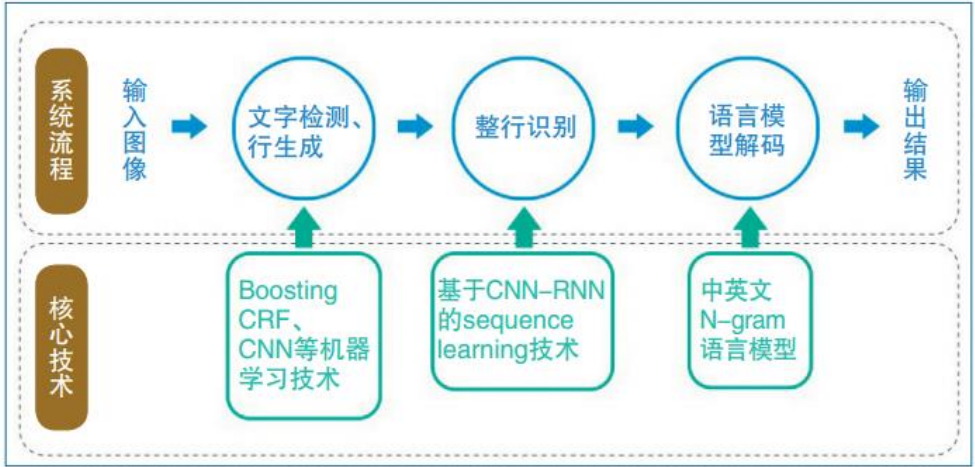 系统流程
输入图像
文字检测、
行生成
整行识别
语言模
型解码
输出结果
核心技术
Boosting
CRF、
CNN等机器
学习技术
基于CNN–RNN
的sequence
learning技术
中英文
N-gram
语言模型